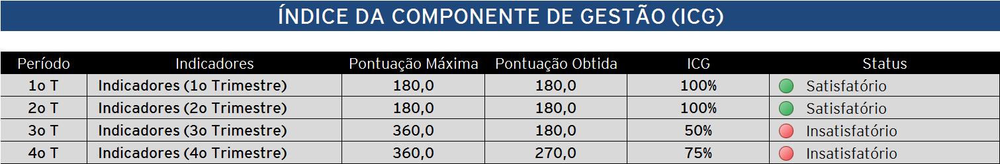 ÍNDICE DA COMPONENTE DE GESTÃO (ICG)
Período Indicadores Pontuação Máxima Pontuação Obtida ICG Status
1o T Indicadores (1o Trimestre) 180,0 180,0 100% Satisfatório
2o T Indicadores (2o Trimestre) 180,0 180,0 100% Satisfatório
3o T Indicadores (3o Trimestre) 360,0 180,0 50% Insatisfatório
4o T Indicadores (4o Trimestre) 360,0 270,0 75% Insatisfatório